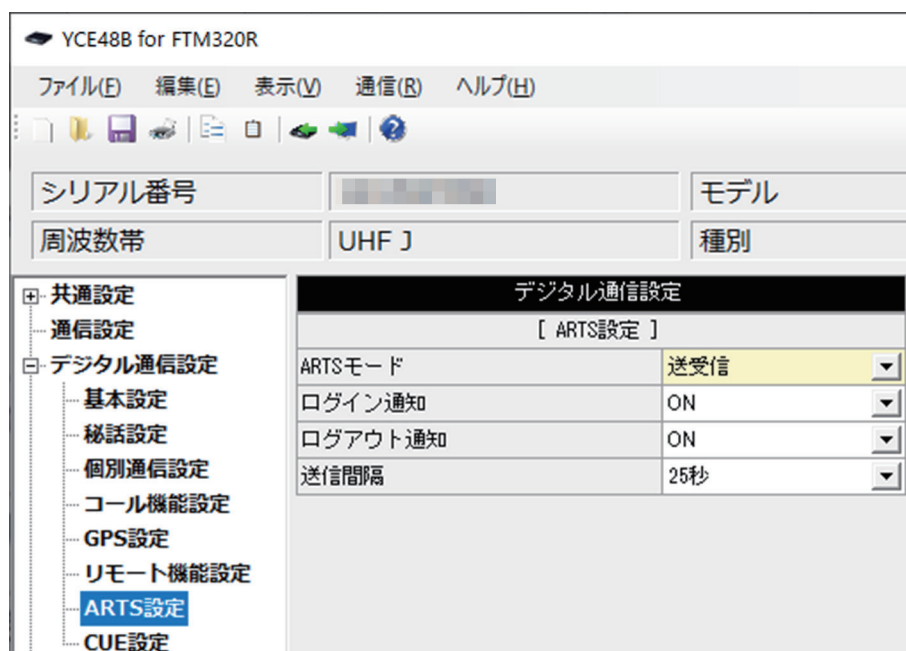 YCE48B for FTM320R
ファイル(F) 編集(E) 表示(V) 通信(R) ヘルプ(H)
シリアル番号 モデル
周波数帯 UHF J 種別
共通設定
通信設定
デジタル通信設定
基本設定
秘話設定
個別通信設定
コール機能設定
GPS設定
リモート機能設定
ARTS設定
CUE設定
デジタル通信設定
[ ARTS設定 ]
ARTSモード 送受信
ログイン通知 ON
ログアウト通知 ON
送信間隔 25秒